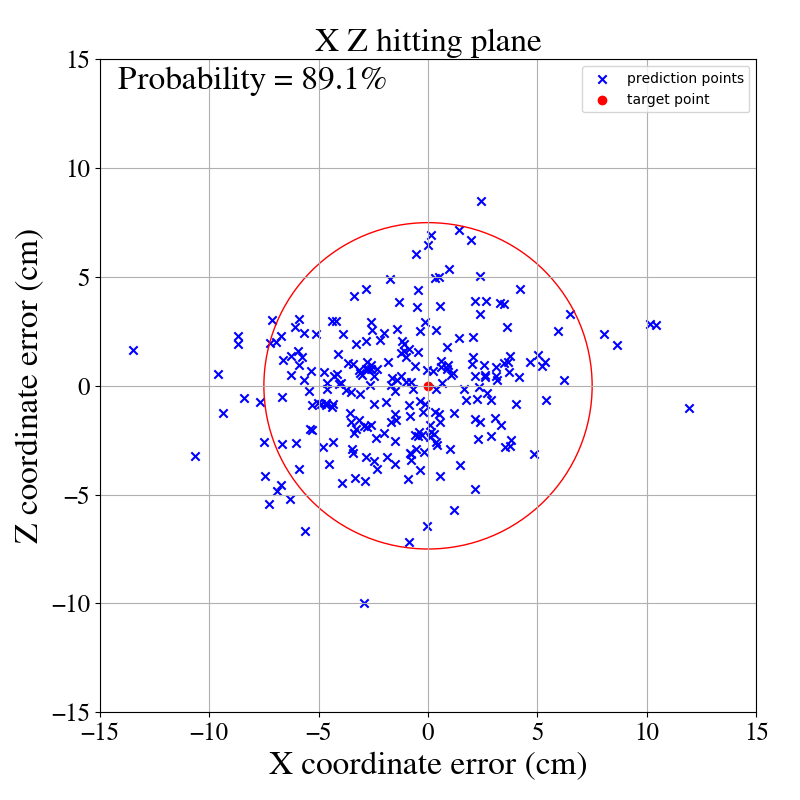 X Z hitting plane
Probability = 89.1%
prediction points
target point
15
10
5
0
−5
−10
−15
Z coordinate error (cm)
−15 −10 −5 0 5 10 15
X coordinate error (cm)